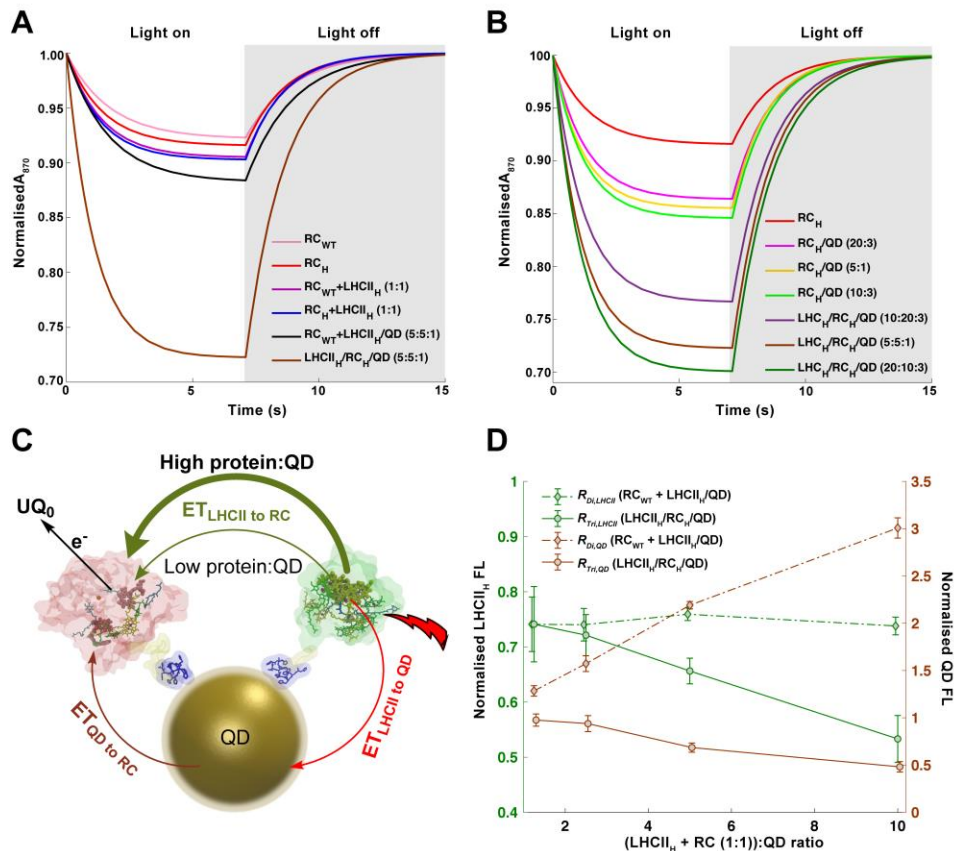 A
Light on
Light off
1.00
0.95
0.90
0.85
0.80
0.75
0.70
NormalisedA870
0
5
10
15
Time (s)
RCWT
RCH
RCWT+LHCIIH (1:1)
RCH+LHCIIH (1:1)
RCWT+LHCIIH/QD (5:5:1)
LHCIIH/RCH/QD (5:5:1)
B
Light on
Light off
100
0.95
0.90
0.85
0.80
0.75
0.70
NormalisedA870
0
5
10
15
Time (s)
RCH
RCH/QD (20:3)
RCH/QD (5:1)
RCH/QD (10:3)
LHCH/RCH/QD (10:20:3)
LHCH/RCH/QD (5:5:1)
LHCH/RCH/QD (20:10:3)
C
High protein:QD
UQ0
e-
ETLHCII to RC
Low protein:QD
ETQD to RC
QD
ETLHCII to QD
D
1
0.9
0.8
0.7
0.6
0.5
0.4
Normalised LHCIIH FL
RDi,LHCII (RCWT + LHCIIH/QD)
RTri,LHCII (LHCIIH/RCH/QD)
RDi,QD (RCWT + LHCIIH/QD)
RTri,QD (LHCIIH/RCH/QD)
3.5
3
2.5
2
1.5
1
0.5
0
Normalised QD FL
2
4
6
8
10
(LHCIIH + RC (1:1)):QD ratio